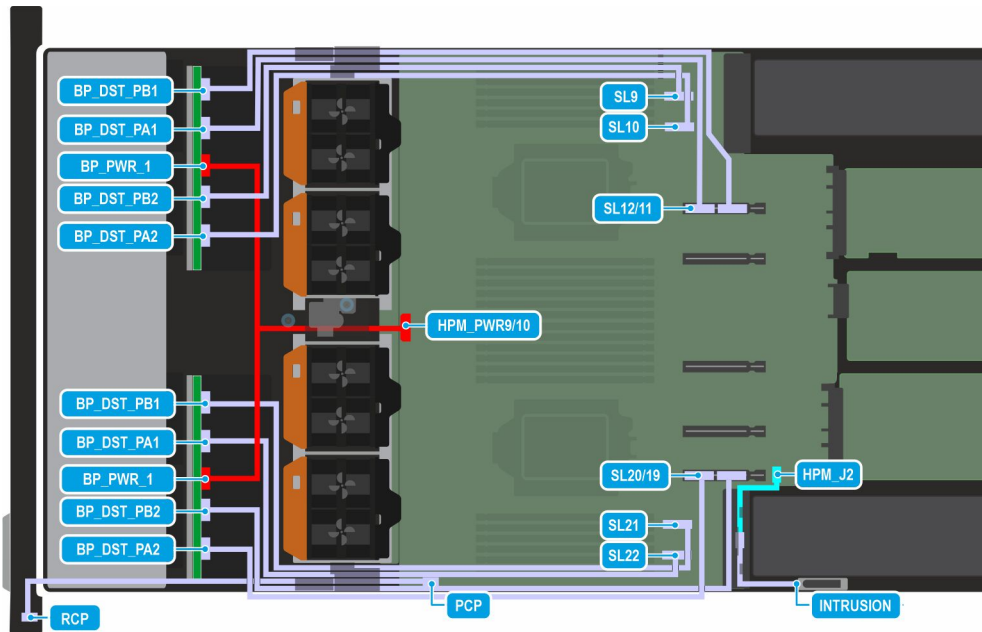 BP_DST_PB1
BP_DST_PA1
BP_PWR_1
BP_DST_PB2
BP_DST_PA2
SL9
SL10
SL12/11
HPM_PWR9/10
BP_DST_PB1
BP_DST_PA1
BP_PWR_1
BP_DST_PB2
BP_DST_PA2
SL20/19
HPM_J2
SL21
SL22
RCP
PCP
INTRUSION